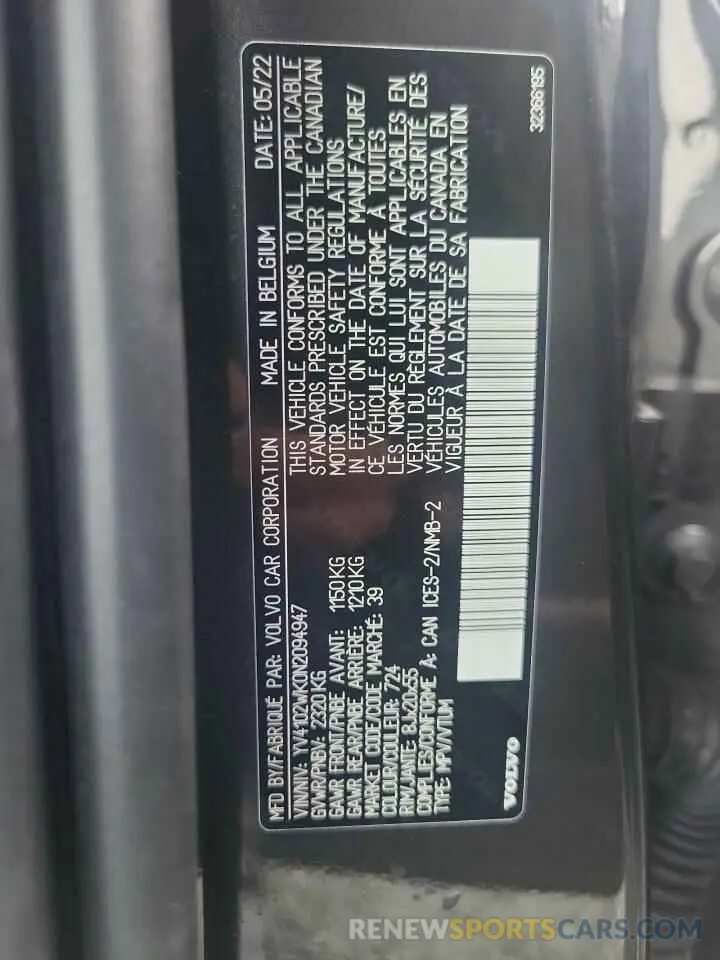 MFD BY/FABRIQUÉ PAR: VOLVO CAR CORPORATION MADE IN BELGIUM DATE: 05/22
VIN/NIV: YV4102WK0N2094947
GVWR/PNBV: 2320 KG
GAWR FRONT/PNBE AVANT: 1150 KG
GAWR REAR/PNBE ARRIÈRE: 1210 KG
MARKET CODE/CODE MARCHÉ: 39
COLOUR/COULEUR: 724
RIM/JANTE: 8Jx20x55
COMPLIES/CONFORME A: CAN ICES-2/NMB-2
TYPE: MPV/VTUM
THIS VEHICLE CONFORMS TO ALL APPLICABLE
STANDARDS PRESCRIBED UNDER THE CANADIAN
MOTOR VEHICLE SAFETY REGULATIONS
IN EFFECT ON THE DATE OF MANUFACTURE/
CE VÉHICULE EST CONFORME À TOUTES
LES NORMES QUI LUI SONT APPLICABLES EN
VERTU DU RÈGLEMENT SUR LA SÉCURITÉ DES
VÉHICULES AUTOMOBILES DU CANADA EN
VIGUEUR À LA DATE DE SA FABRICATION
VOLVO
32366195
RENEWSPORTSCARS.COM